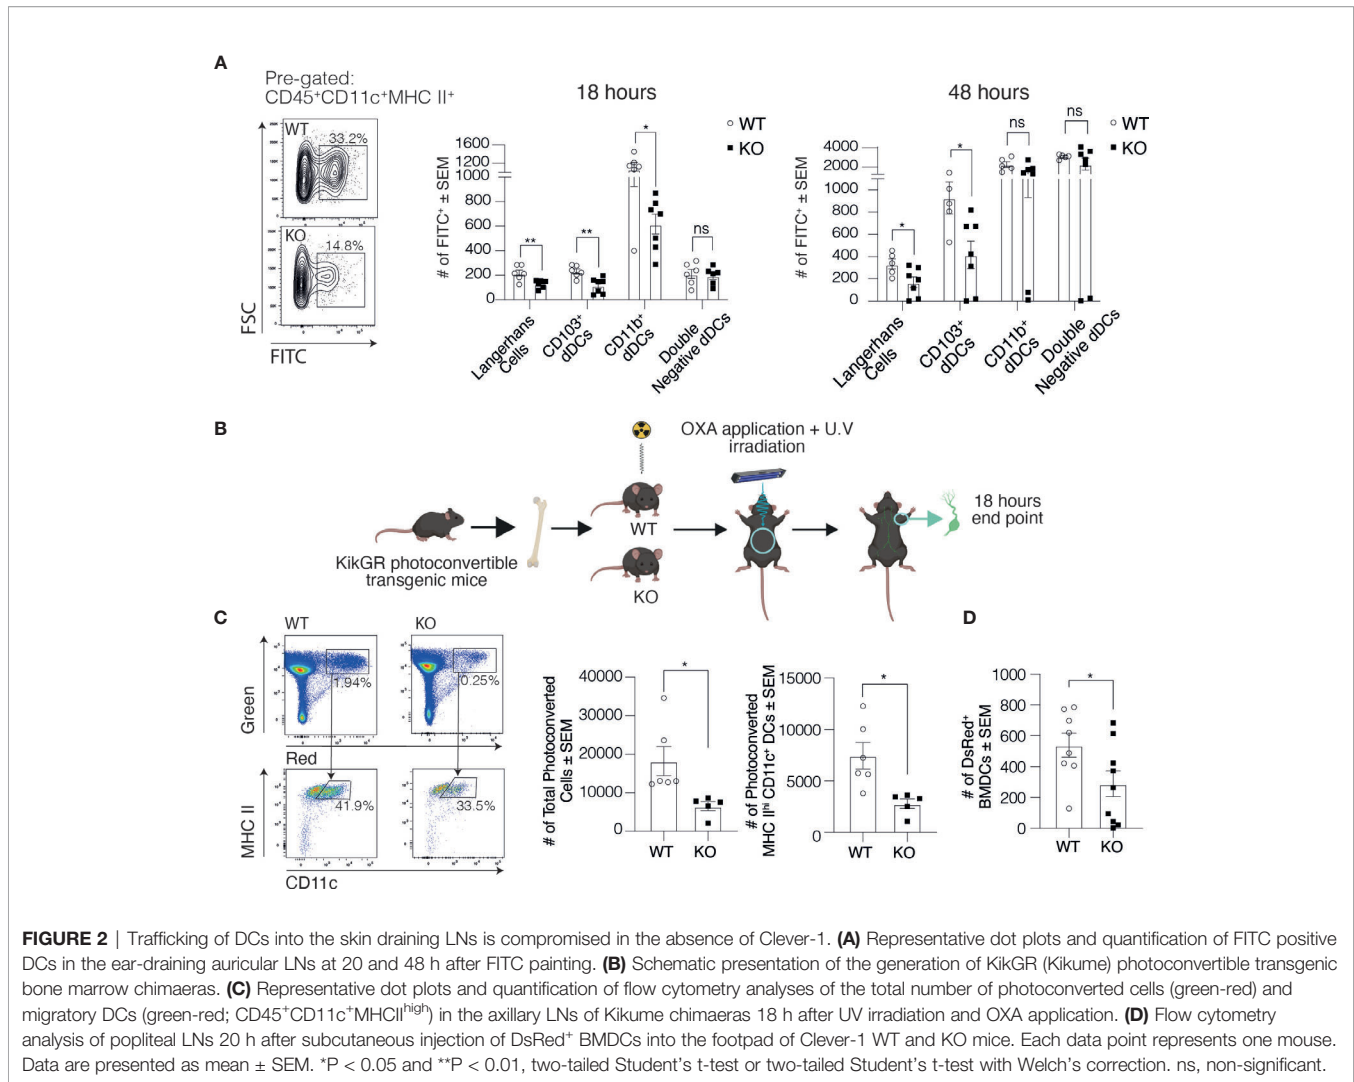 A
Pre-gated:
CD45⁺CD11c⁺MHC II⁺
WT
33.2%
KO
14.8%
FSC
FITC
18 hours
# of FITC⁺ ± SEM
1600
1200
1000
800
600
400
200
0
** ** * ns
WT
KO
Langerhans Cells
CD103⁺ dDCs
CD11b⁺ dDCs
Double Negative dDCs
48 hours
# of FITC⁺ ± SEM
4000
2000
1000
800
600
400
200
0
* * ns ns
WT
KO
Langerhans Cells
CD103⁺ dDCs
CD11b⁺ dDCs
Double Negative dDCs
B
KikGR photoconvertible
transgenic mice
WT
KO
OXA application + U.V
irradiation
18 hours
end point
C
WT KO
1.94% 0.25%
Green
Red
41.9% 33.5%
MHC II
CD11c
# of Total Photoconverted
Cells ± SEM
40000
30000
20000
10000
0
*
WT KO
# of Photoconverted
MHC IIʰⁱ CD11c⁺ DCs ± SEM
15000
10000
5000
0
*
WT KO
D
# of DsRed⁺
BMDCs ± SEM
1000
800
600
400
200
0
*
WT KO
FIGURE 2 | Trafficking of DCs into the skin draining LNs is compromised in the absence of Clever-1. (A) Representative dot plots and quantification of FITC positive
DCs in the ear-draining auricular LNs at 20 and 48 h after FITC painting. (B) Schematic presentation of the generation of KikGR (Kikume) photoconvertible transgenic
bone marrow chimaeras. (C) Representative dot plots and quantification of flow cytometry analyses of the total number of photoconverted cells (green-red) and
migratory DCs (green-red; CD45⁺CD11c⁺MHCIIʰⁱᵍʰ) in the axillary LNs of Kikume chimaeras 18 h after UV irradiation and OXA application. (D) Flow cytometry
analysis of popliteal LNs 20 h after subcutaneous injection of DsRed⁺ BMDCs into the footpad of Clever-1 WT and KO mice. Each data point represents one mouse.
Data are presented as mean ± SEM. *P < 0.05 and **P < 0.01, two-tailed Student's t-test or two-tailed Student's t-test with Welch's correction. ns, non-significant.